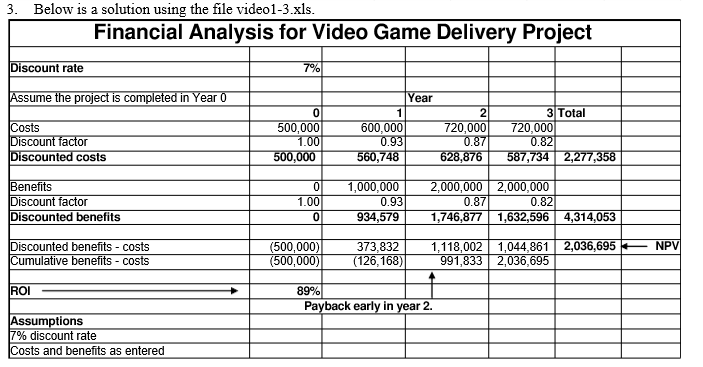 3. Below is a solution using the file video1-3.xls.
Financial Analysis for Video Game Delivery Project
Discount rate 7%
Assume the project is completed in Year 0 Year
0 1 2 3 Total
Costs 500,000 600,000 720,000 720,000
Discount factor 1.00 0.93 0.87 0.82
Discounted costs 500,000 560,748 628,876 587,734 2,277,358
Benefits 0 1,000,000 2,000,000 2,000,000
Discount factor 1.00 0.93 0.87 0.82
Discounted benefits 0 934,579 1,746,877 1,632,596 4,314,053
Discounted benefits - costs (500,000) 373,832 1,118,002 1,044,861 2,036,695 NPV
Cumulative benefits - costs (500,000) (126,168) 991,833 2,036,695
ROI 89%
Payback early in year 2.
Assumptions
7% discount rate
Costs and benefits as entered